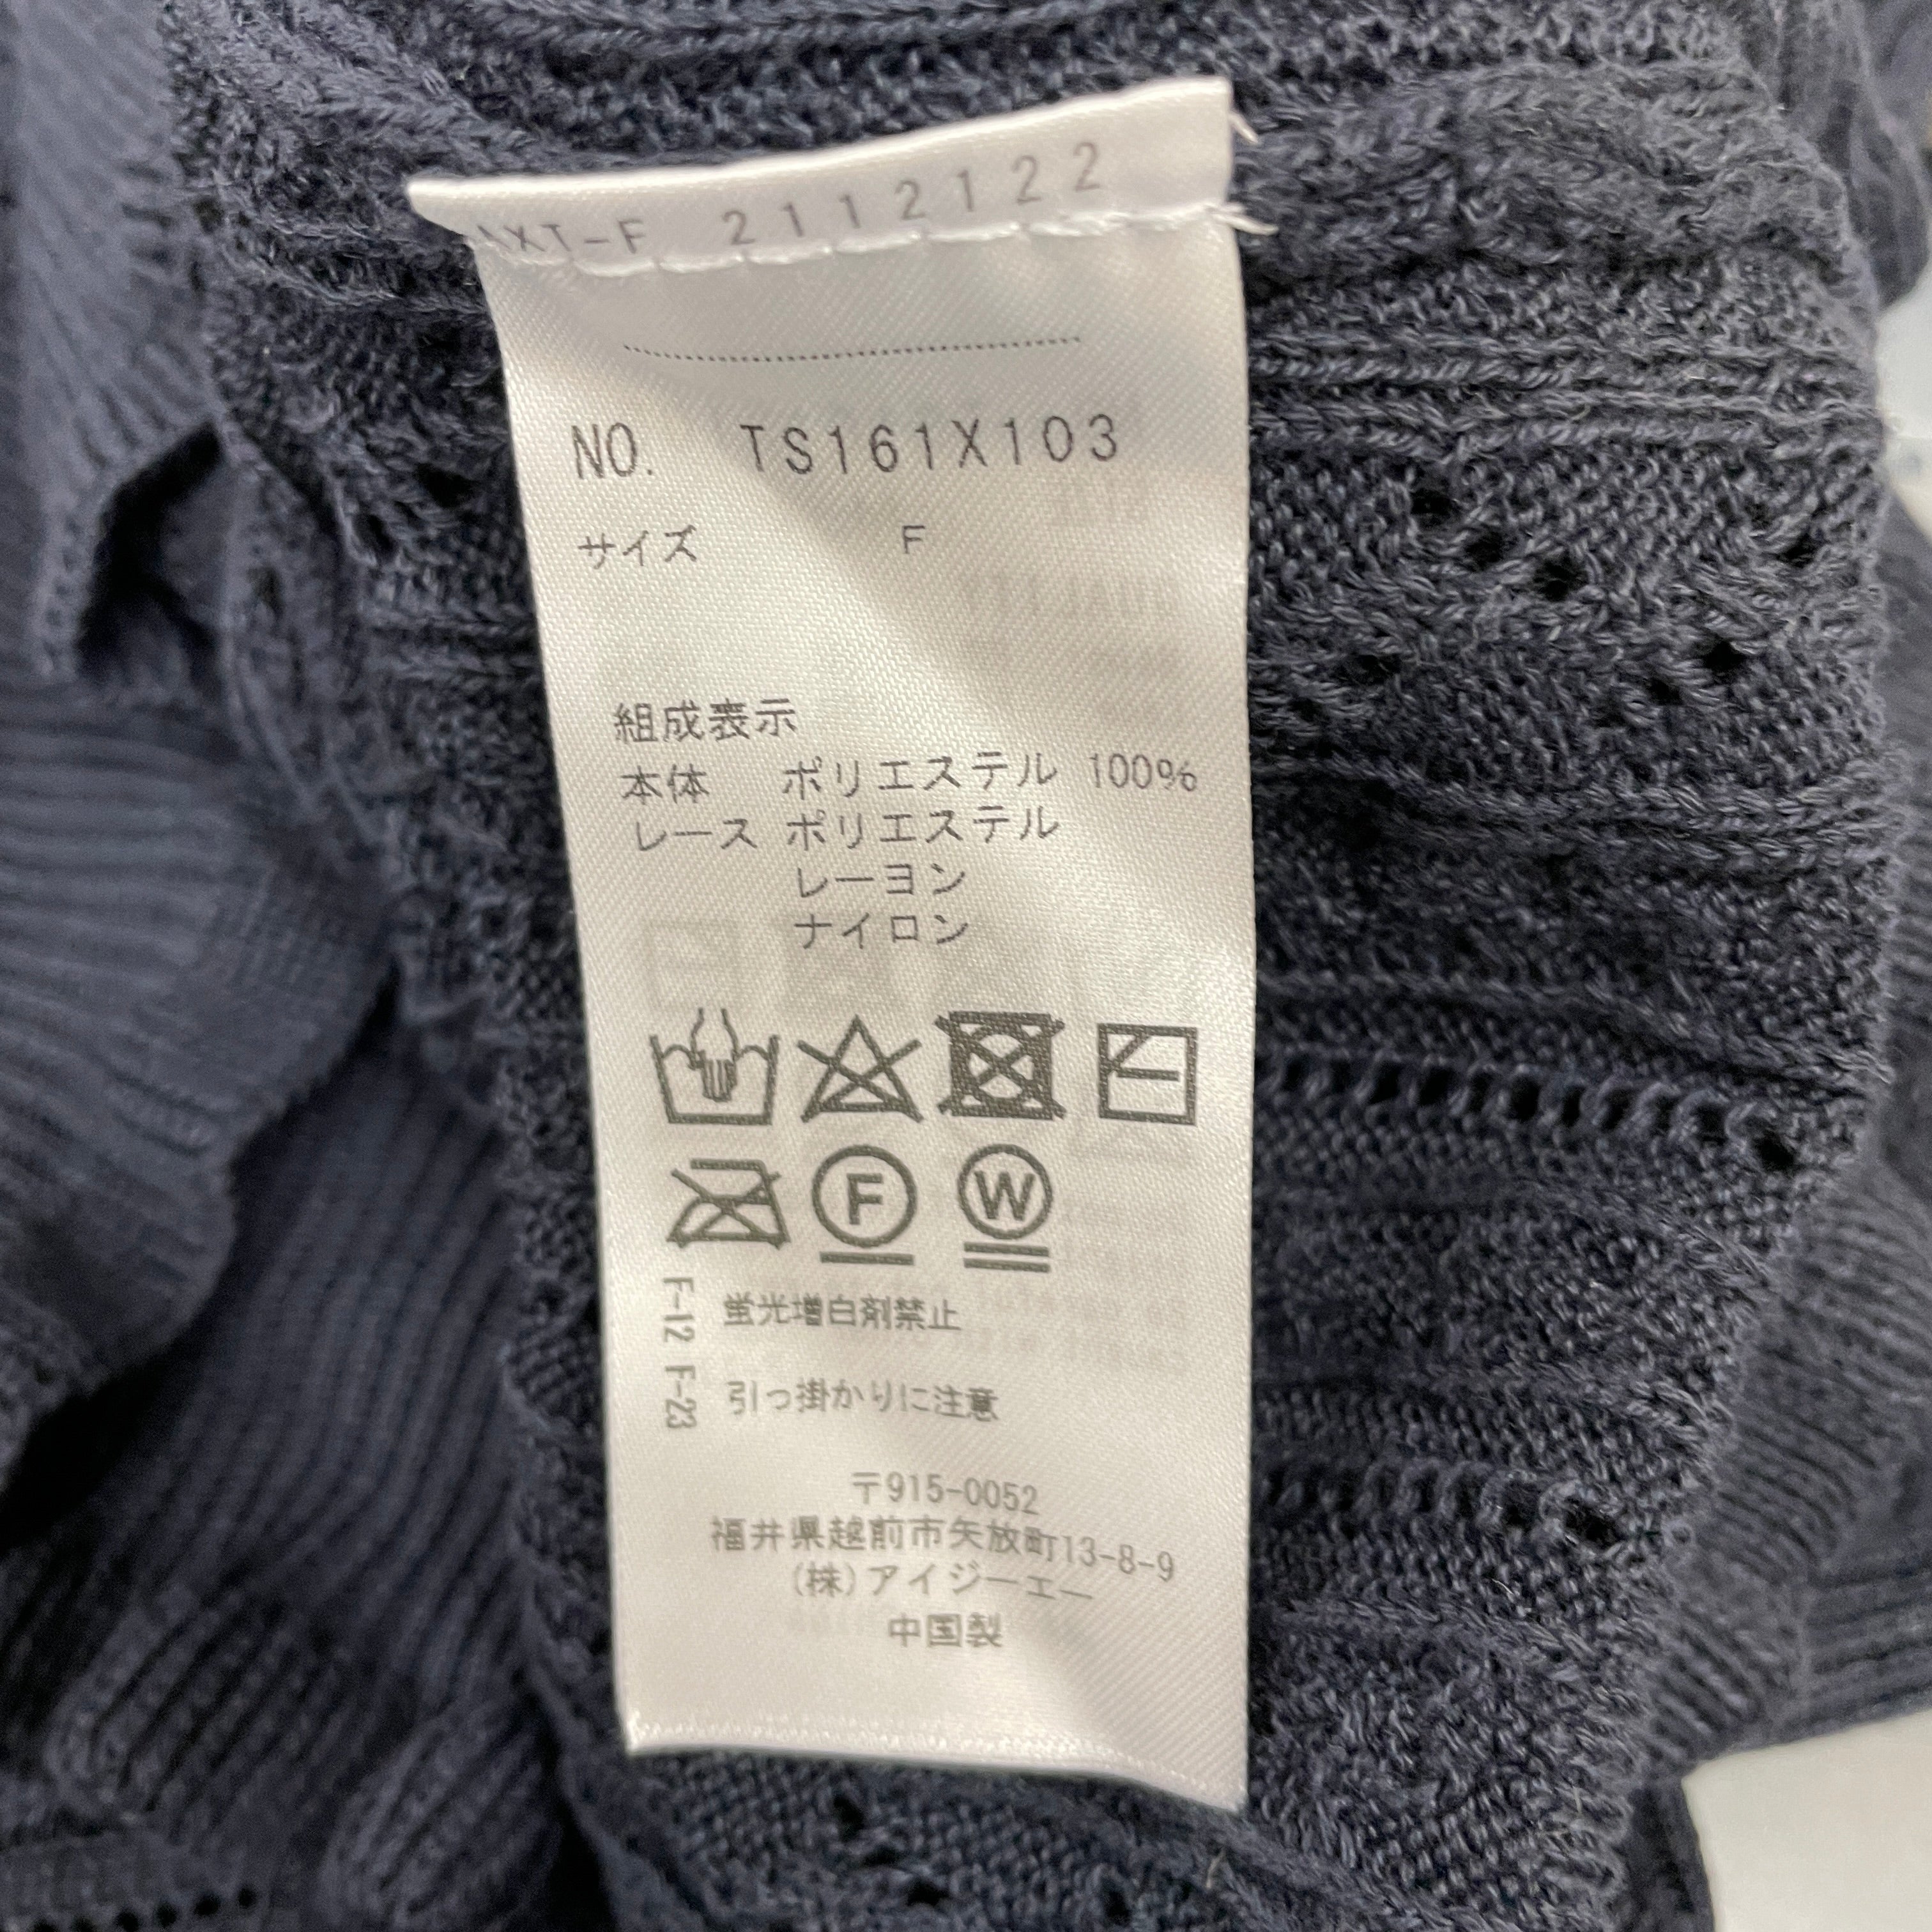 XT-F 2112122
NO. TS161X103
サイズ F
組成表示
本体 ポリエステル 100%
レース ポリエステル
レーヨン
ナイロン
F
W
F-12 F-23
蛍光増白剤禁止
引っ掛かりに注意
〒915-0052
福井県越前市矢放町13-8-9
(株)アイジーエー
中国製